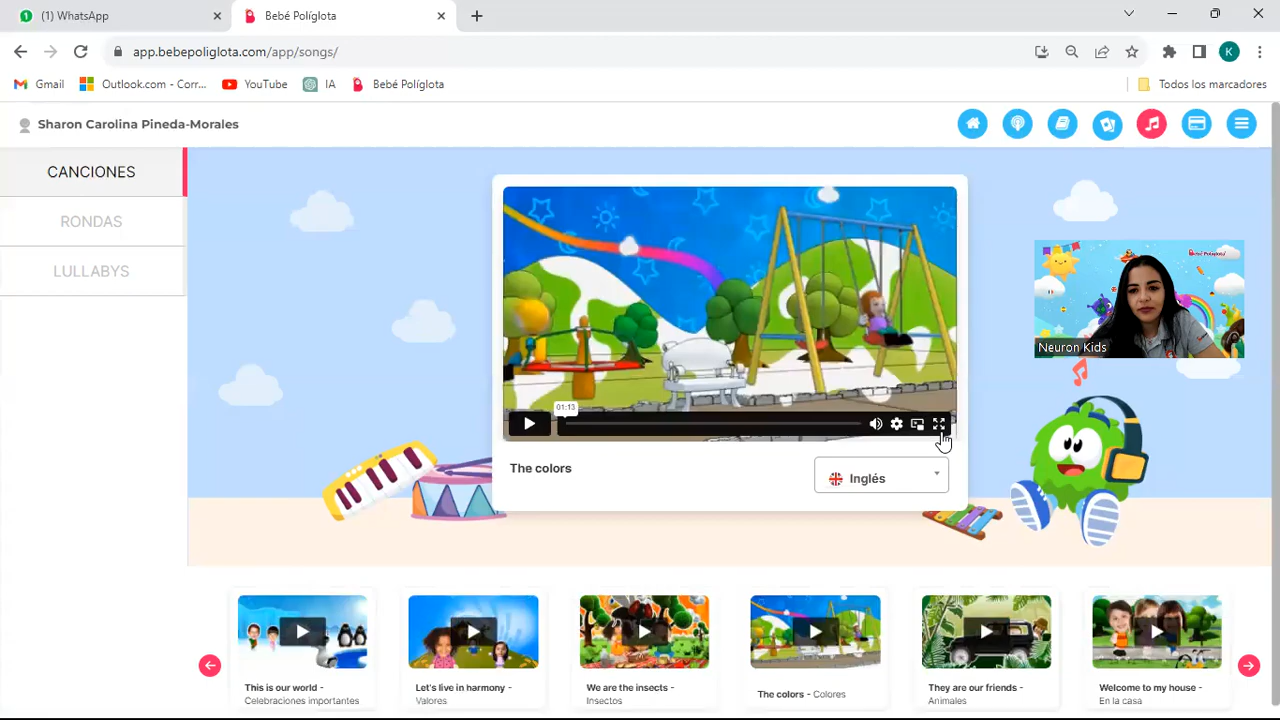 (1) WhatsApp
Bebé Políglota
app.bebepoliglota.com/app/songs/
K
Gmail
Outlook.com - Corr...
YouTube
IA
Bebé Políglota
Todos los marcadores
Sharon Carolina Pineda-Morales
CANCIONES
RONDAS
LULLABYS
01:13
The colors
Inglés
Bebé Políglota
Neuron Kids
This is our world -
Celebraciones importantes
Let's live in harmony -
Valores
We are the insects -
Insectos
The colors - Colores
They are our friends -
Animales
Welcome to my house -
En la casa